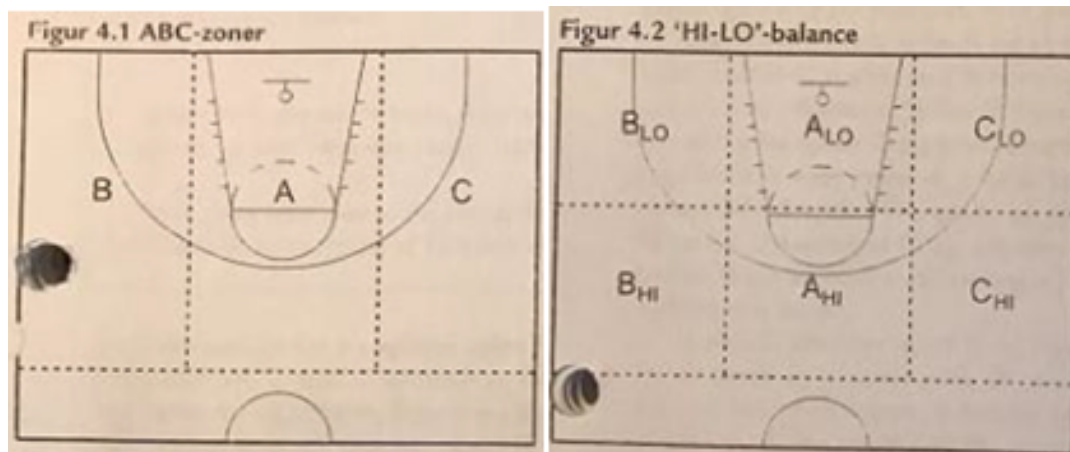 Figur 4.1 ABC-zoner
B A C
Figur 4.2 'HI-LO'-balance
BLO ALO CLO
BHI AHI CHI